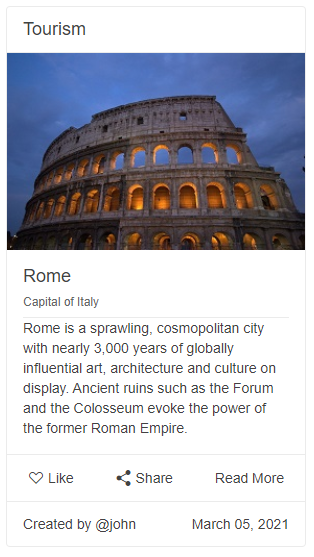 Tourism
Rome
Capital of Italy
Rome is a sprawling, cosmopolitan city
with nearly 3,000 years of globally
influential art, architecture and culture on
display. Ancient ruins such as the Forum
and the Colosseum evoke the power of
the former Roman Empire.
Like Share Read More
Created by @john March 05, 2021